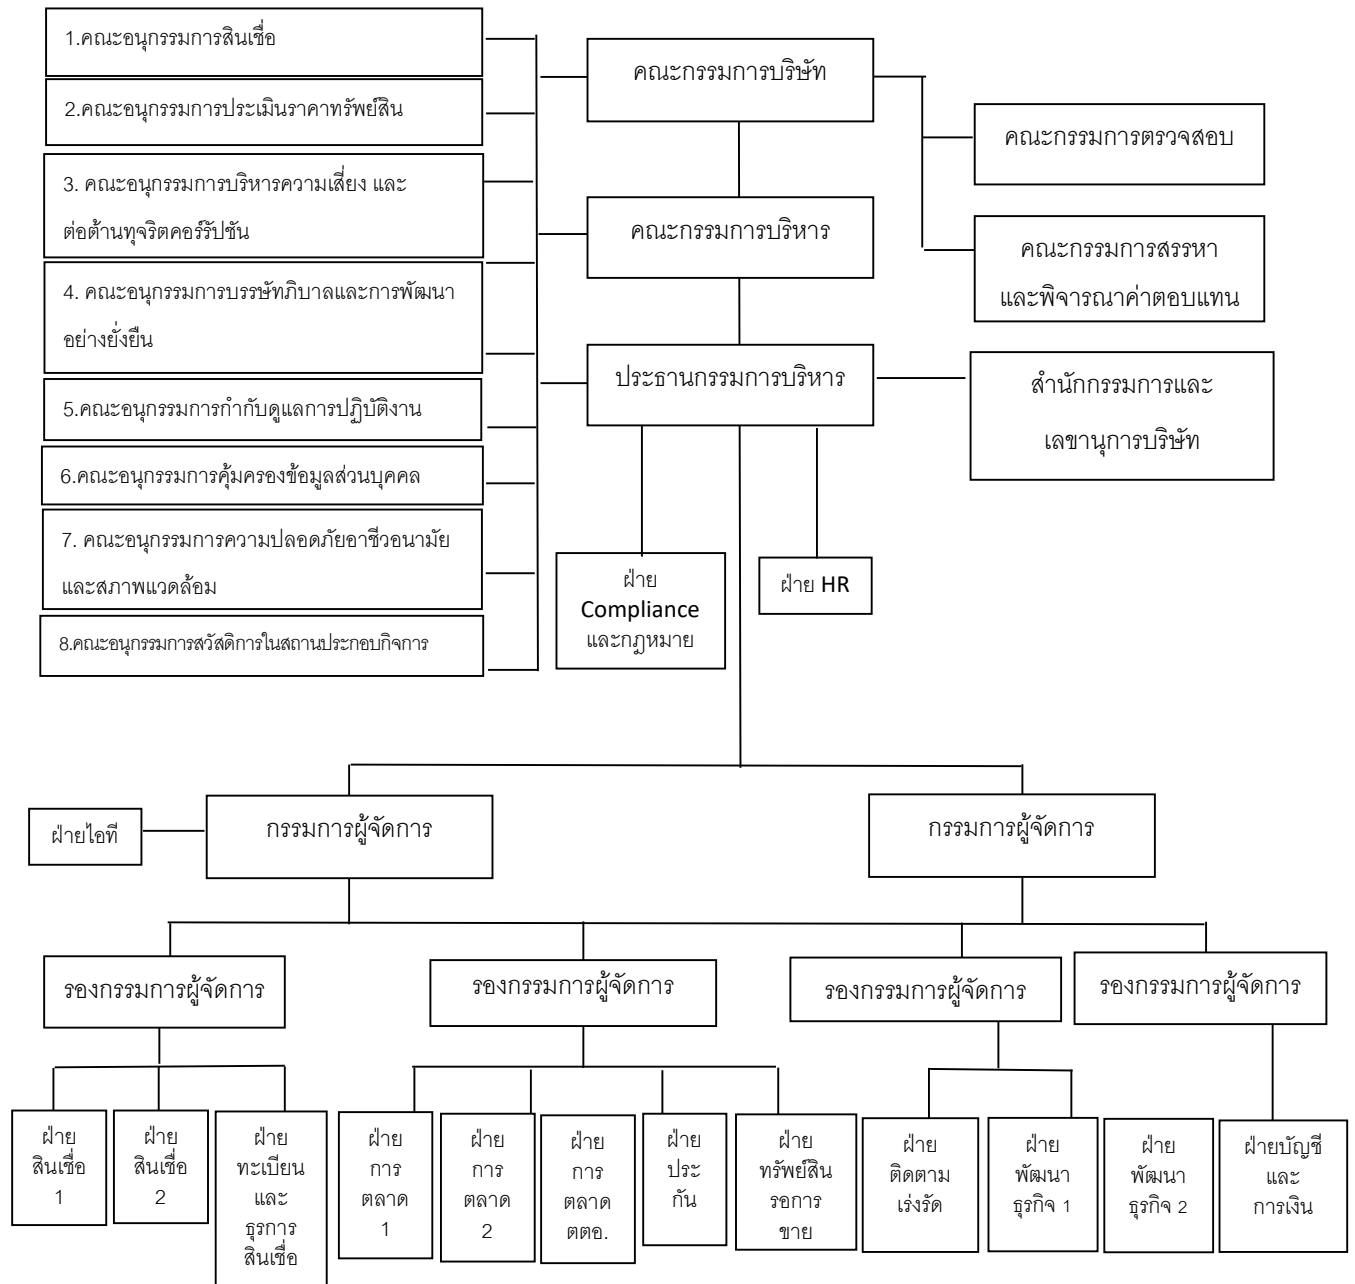 1.คณะอนุกรรมการสินเชื่อ
2.คณะอนุกรรมการประเมินราคาทรัพย์สิน
3. คณะอนุกรรมการบริหารความเสี่ยง และ
ต่อต้านทุจริตคอร์รัปชัน
4. คณะอนุกรรมการบรรษัทภิบาลและการพัฒนา
อย่างยั่งยืน
5.คณะอนุกรรมการกำกับดูแลการปฏิบัติงาน
6.คณะอนุกรรมการคุ้มครองข้อมูลส่วนบุคคล
7. คณะอนุกรรมการความปลอดภัยอาชีวอนามัย
และสภาพแวดล้อม
8.คณะอนุกรรมการสวัสดิการในสถานประกอบกิจการ
คณะกรรมการบริษัท
คณะกรรมการตรวจสอบ
คณะกรรมการบริหาร
คณะกรรมการสรรหา
และพิจารณาค่าตอบแทน
ประธานกรรมการบริหาร
สำนักกรรมการและ
เลขานุการบริษัท
ฝ่าย
Compliance
และกฎหมาย
ฝ่าย HR
ฝ่ายไอที
กรรมการผู้จัดการ
กรรมการผู้จัดการ
รองกรรมการผู้จัดการ
รองกรรมการผู้จัดการ
รองกรรมการผู้จัดการ
รองกรรมการผู้จัดการ
ฝ่าย
สินเชื่อ
1
ฝ่าย
สินเชื่อ
2
ฝ่าย
ทะเบียน
และ
ธุรการ
สินเชื่อ
ฝ่าย
การ
ตลาด
1
ฝ่าย
การ
ตลาด
2
ฝ่าย
การ
ตลาด
ตตอ.
ฝ่าย
ประ
กัน
ฝ่าย
ทรัพย์สิน
รอการ
ขาย
ฝ่าย
ติดตาม
เร่งรัด
ฝ่าย
พัฒนา
ธุรกิจ 1
ฝ่าย
พัฒนา
ธุรกิจ 2
ฝ่ายบัญชี
และ
การเงิน